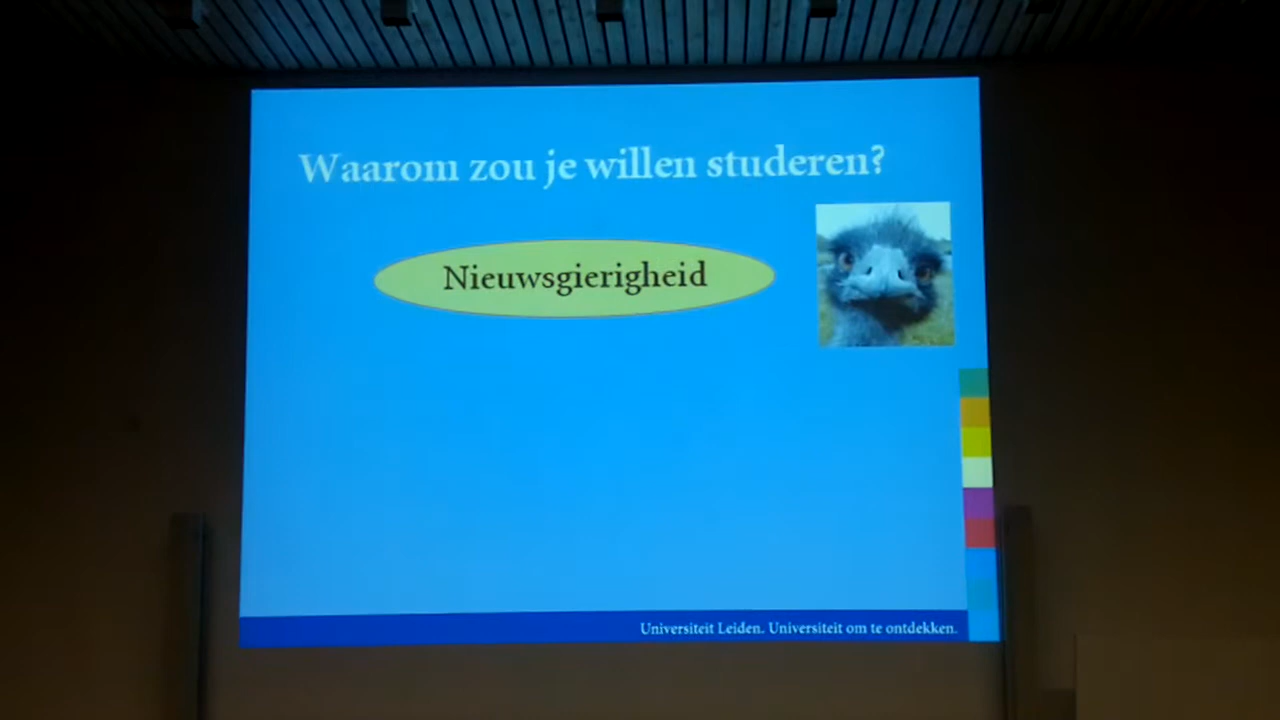 Waarom zou je willen studeren?
Nieuwsgierigheid
Universiteit Leiden. Universiteit om te ontdekken.